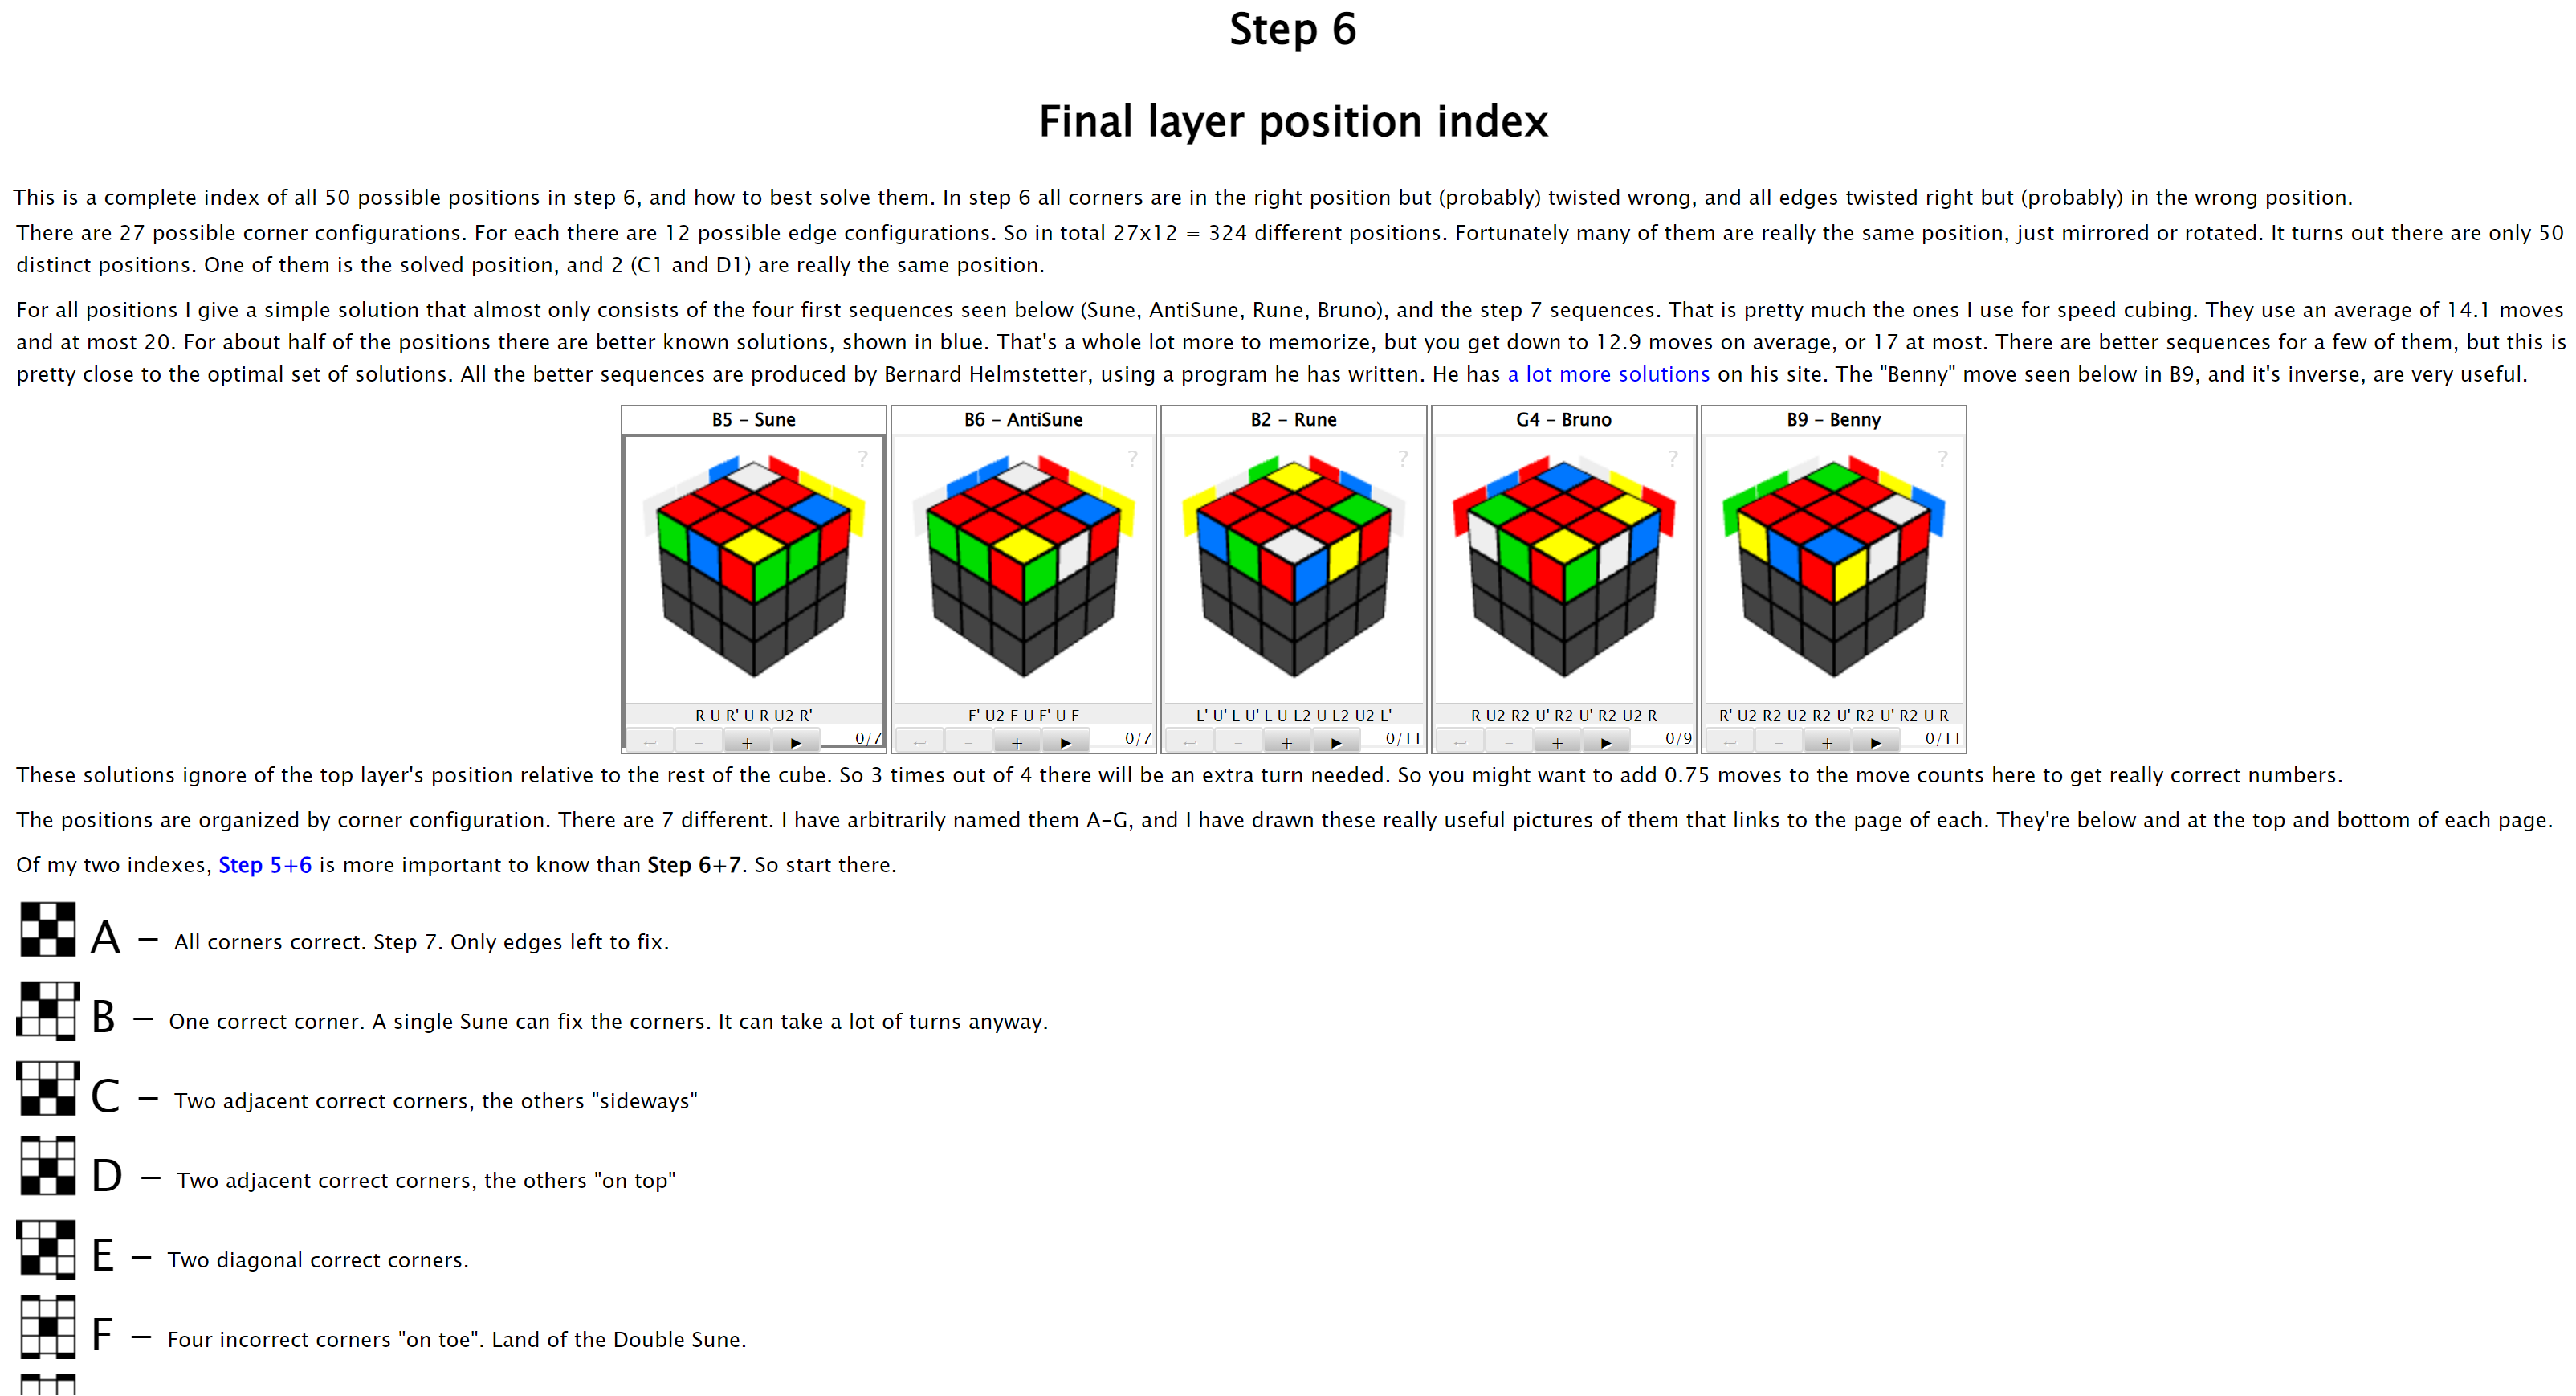 Step 6
Final layer position index
This is a complete index of all 50 possible positions in step 6, and how to best solve them. In step 6 all corners are in the right position but (probably) twisted wrong, and all edges twisted right but (probably) in the wrong position.
There are 27 possible corner configurations. For each there are 12 possible edge configurations. So in total 27x12 = 324 different positions. Fortunately many of them are really the same position, just mirrored or rotated. It turns out there are only 50
distinct positions. One of them is the solved position, and 2 (C1 and D1) are really the same position.
For all positions I give a simple solution that almost only consists of the four first sequences seen below (Sune, AntiSune, Rune, Bruno), and the step 7 sequences. That is pretty much the ones I use for speed cubing. They use an average of 14.1 moves
and at most 20. For about half of the positions there are better known solutions, shown in blue. That's a whole lot more to memorize, but you get down to 12.9 moves on average, or 17 at most. There are better sequences for a few of them, but this is
pretty close to the optimal set of solutions. All the better sequences are produced by Bernard Helmstetter, using a program he has written. He has a lot more solutions on his site. The "Benny" move seen below in B9, and it's inverse, are very useful.
B5 – Sune B6 – AntiSune B2 – Rune G4 – Bruno B9 – Benny
? ? ? ? ?
R U R' U R U2 R' F' U2 F U F' U F L' U' L U' L U L2 U L2 U2 L' R U2 R2 U' R2 U' R2 U2 R R' U2 R2 U2 R2 U' R2 U' R2 U R
← – + ▶ 0/7 ← – + ▶ 0/7 ← – + ▶ 0/11 ← – + ▶ 0/9 ← – + ▶ 0/11
These solutions ignore of the top layer's position relative to the rest of the cube. So 3 times out of 4 there will be an extra turn needed. So you might want to add 0.75 moves to the move counts here to get really correct numbers.
The positions are organized by corner configuration. There are 7 different. I have arbitrarily named them A–G, and I have drawn these really useful pictures of them that links to the page of each. They're below and at the top and bottom of each page.
Of my two indexes, Step 5+6 is more important to know than Step 6+7. So start there.
A – All corners correct. Step 7. Only edges left to fix.
B – One correct corner. A single Sune can fix the corners. It can take a lot of turns anyway.
C – Two adjacent correct corners, the others "sideways"
D – Two adjacent correct corners, the others "on top"
E – Two diagonal correct corners.
F – Four incorrect corners "on toe". Land of the Double Sune.